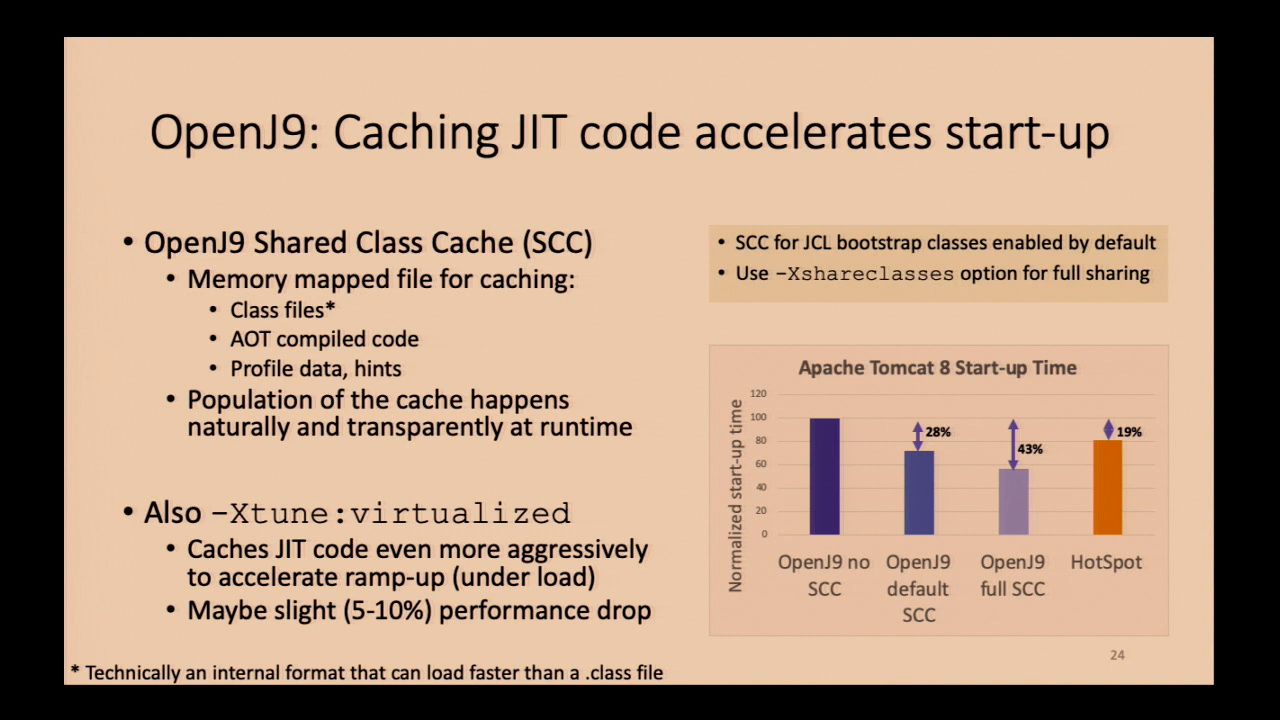 OpenJ9: Caching JIT code accelerates start-up
• OpenJ9 Shared Class Cache (SCC)
• Memory mapped file for caching:
• Class files*
• AOT compiled code
• Profile data, hints
• Population of the cache happens
naturally and transparently at runtime
• Also -Xtune:virtualized
• Caches JIT code even more aggressively
to accelerate ramp-up (under load)
• Maybe slight (5-10%) performance drop
* Technically an internal format that can load faster than a .class file
• SCC for JCL bootstrap classes enabled by default
• Use -Xshareclasses option for full sharing
Apache Tomcat 8 Start-up Time
Normalized start-up time
120
100
80
60
40
20
0
28%
43%
19%
OpenJ9 no
SCC
OpenJ9
default
SCC
OpenJ9
full SCC
HotSpot
24